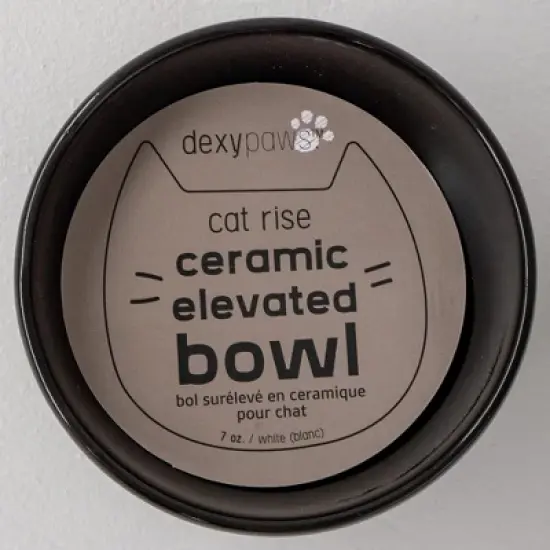 dexypaws
cat rise
ceramic
elevated
bowl
bol surélevé en ceramique
pour chat
7 oz. / white (blanc)